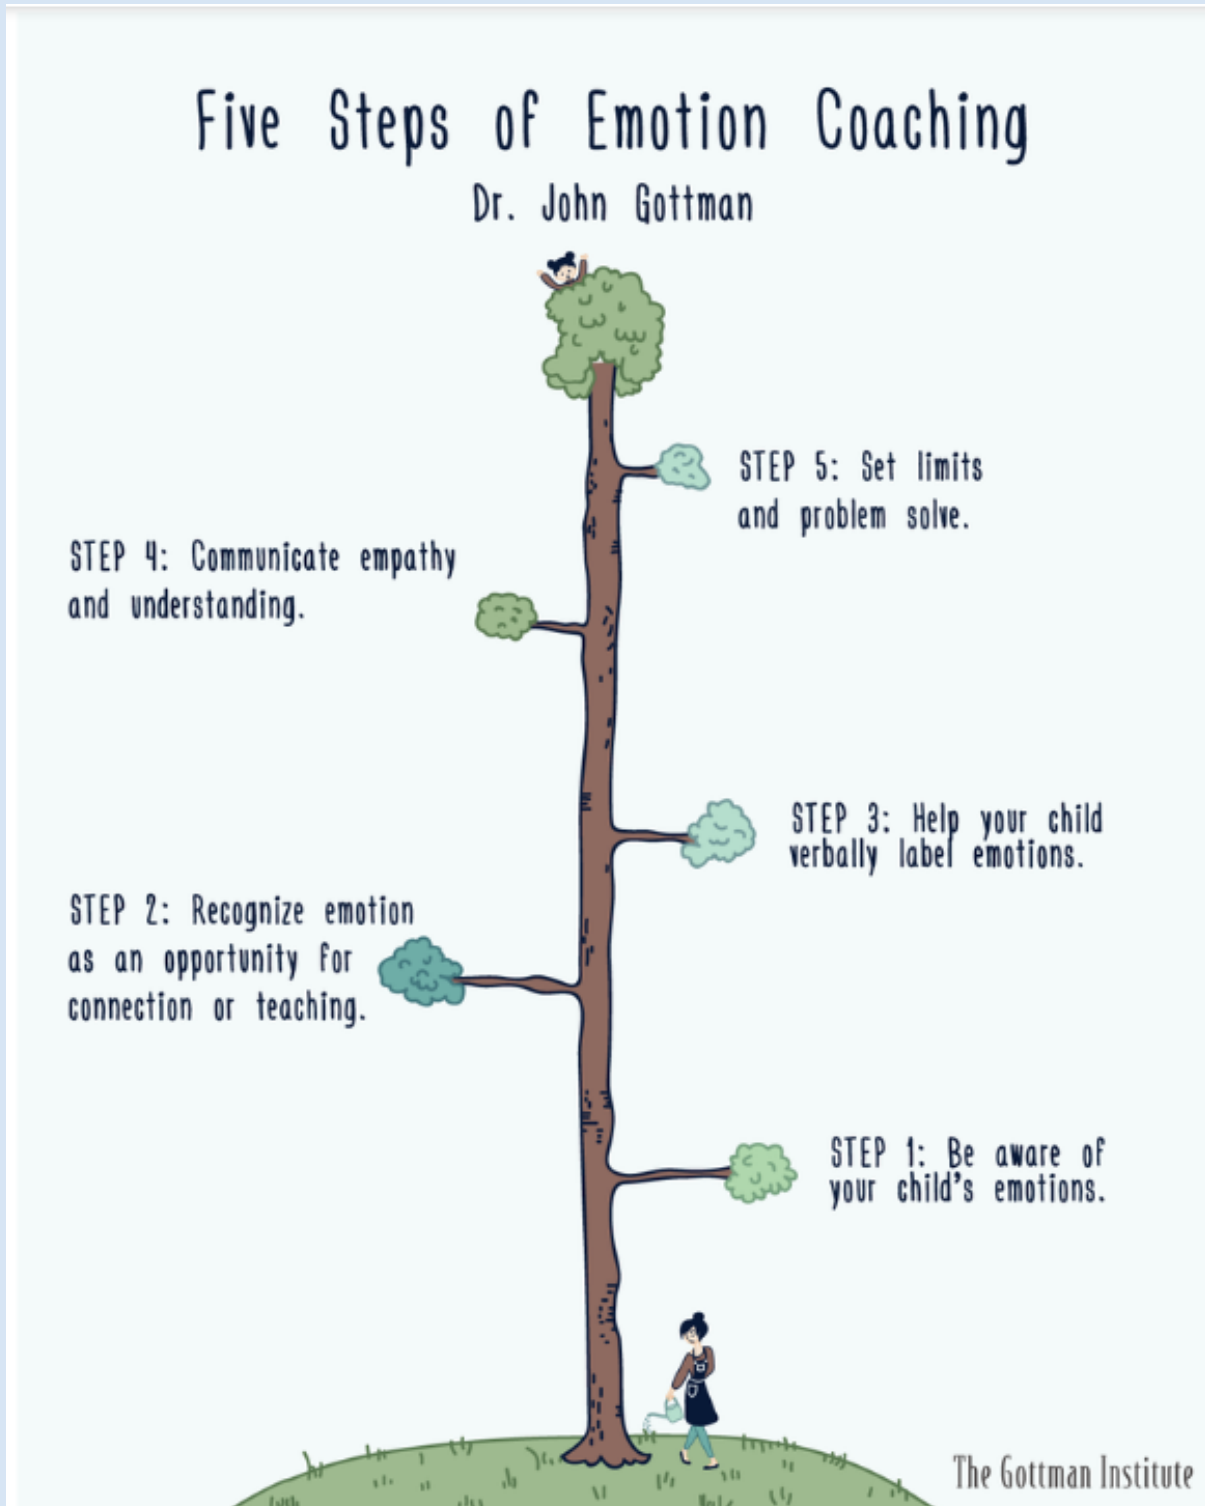 Five Steps of Emotion Coaching
Dr. John Gottman
STEP 5: Set limits
and problem solve.
STEP 4: Communicate empathy
and understanding.
STEP 3: Help your child
verbally label emotions.
STEP 2: Recognize emotion
as an opportunity for
connection or teaching.
STEP 1: Be aware of
your child's emotions.
The Gottman Institute